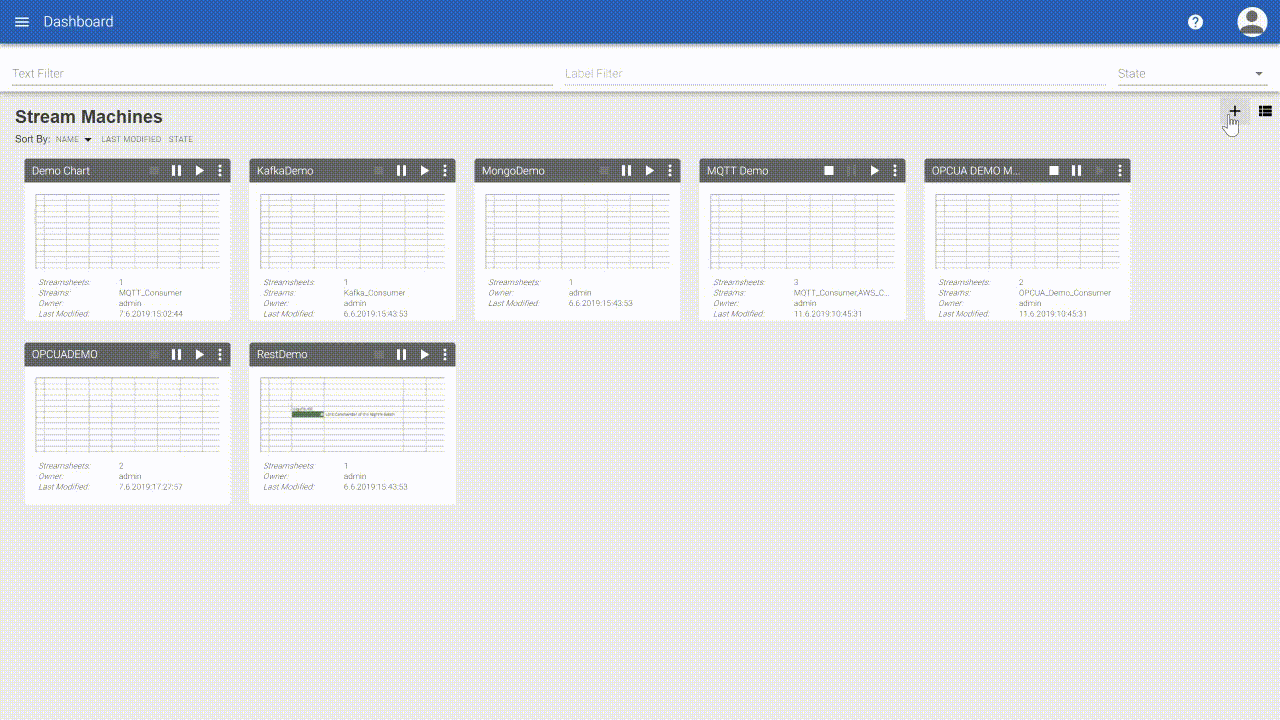 Dashboard
?
Text Filter
Label Filter
State
Stream Machines
Sort By: NAME LAST MODIFIED STATE
Demo Chart
Streamsheets: 1
Streams: MQTT_Consumer
Owner: admin
Last Modified: 7.6.2019:15:02:44
KafkaDemo
Streamsheets: 1
Streams: Kafka_Consumer
Owner: admin
Last Modified: 6.6.2019:15:43:53
MongoDemo
Streamsheets: 1
Owner: admin
Last Modified: 6.6.2019:15:43:53
MQTT Demo
Streamsheets: 3
Streams: MQTT_Consumer,AWS_C...
Owner: admin
Last Modified: 11.6.2019:10:45:31
OPCUA DEMO M...
Streamsheets: 2
Streams: OPCUA_Demo_Consumer
Owner: admin
Last Modified: 11.6.2019:10:45:31
OPCUADEMO
Streamsheets: 2
Owner: admin
Last Modified: 7.6.2019:17:27:57
RestDemo
Streamsheets: 1
Owner: admin
Last Modified: 6.6.2019:15:43:53